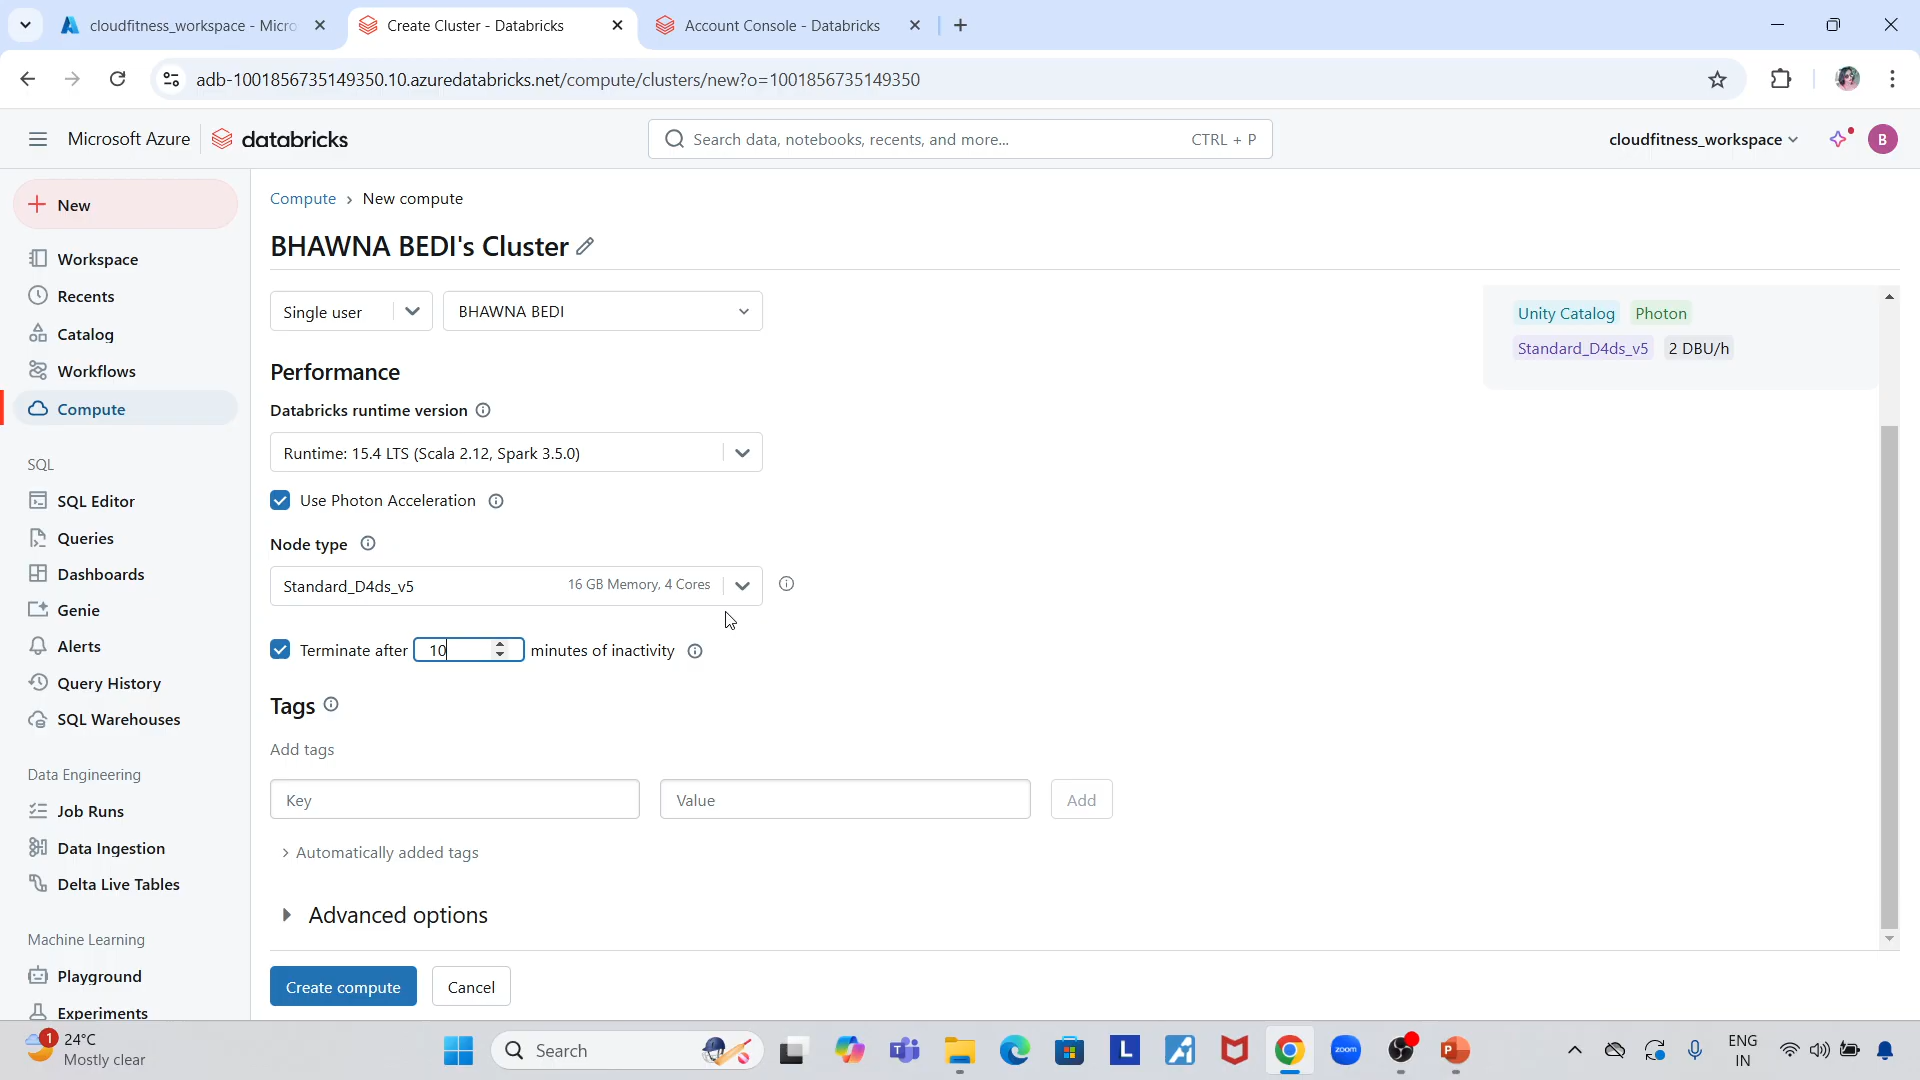 cloudfitness_workspace - Micro
Create Cluster - Databricks
Account Console - Databricks
adb-1001856735149350.10.azuredatabricks.net/compute/clusters/new?o=1001856735149350
Microsoft Azure
databricks
Search data, notebooks, recents, and more...
CTRL + P
cloudfitness_workspace
B
New
Workspace
Recents
Catalog
Workflows
Compute
SQL
SQL Editor
Queries
Dashboards
Genie
Alerts
Query History
SQL Warehouses
Data Engineering
Job Runs
Data Ingestion
Delta Live Tables
Machine Learning
Playground
Experiments
Compute › New compute
BHAWNA BEDI's Cluster
Single user
BHAWNA BEDI
Performance
Databricks runtime version
Runtime: 15.4 LTS (Scala 2.12, Spark 3.5.0)
Use Photon Acceleration
Node type
Standard_D4ds_v5 16 GB Memory, 4 Cores
Terminate after 10 minutes of inactivity
Tags
Add tags
Key
Value
Add
Automatically added tags
Advanced options
Create compute
Cancel
Unity Catalog
Photon
Standard_D4ds_v5
2 DBU/h
1
24°C
Mostly clear
Search
L
zoom
ENG
IN